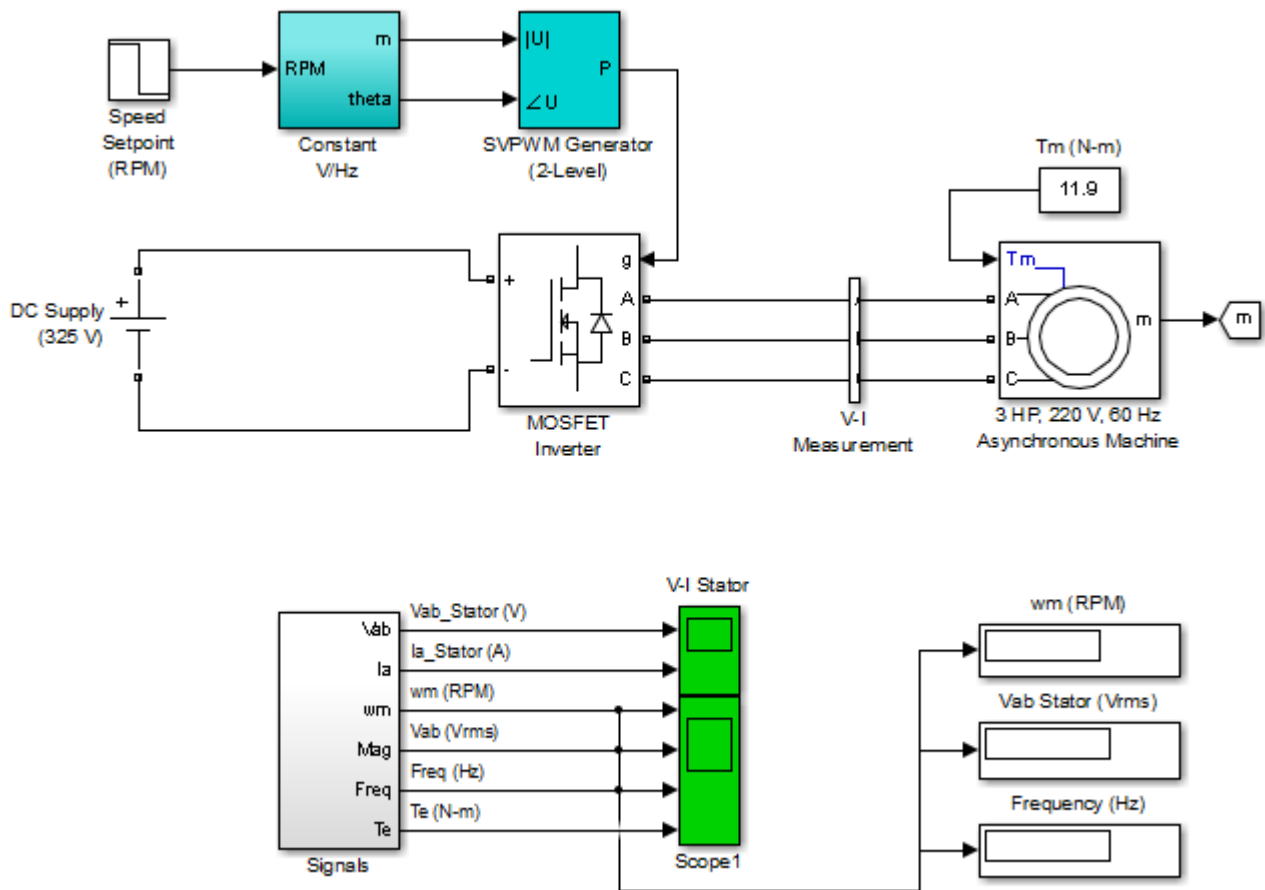 RPM
m
theta
|U|
∠U
P
Speed
Setpoint
(RPM)
Constant
V/Hz
SVPWM Generator
(2-Level)
Tm (N-m)
11.9
DC Supply
(325 V)
+
+
-
g
A
B
C
MOSFET
Inverter
V-I
Measurement
Tm
A
B
C
m
m
3 HP, 220 V, 60 Hz
Asynchronous Machine
Vab
Ia
wm
Mag
Freq
Te
Signals
Vab_Stator (V)
Ia_Stator (A)
wm (RPM)
Vab (Vrms)
Freq (Hz)
Te (N-m)
V-I Stator
Scope1
wm (RPM)
Vab Stator (Vrms)
Frequency (Hz)